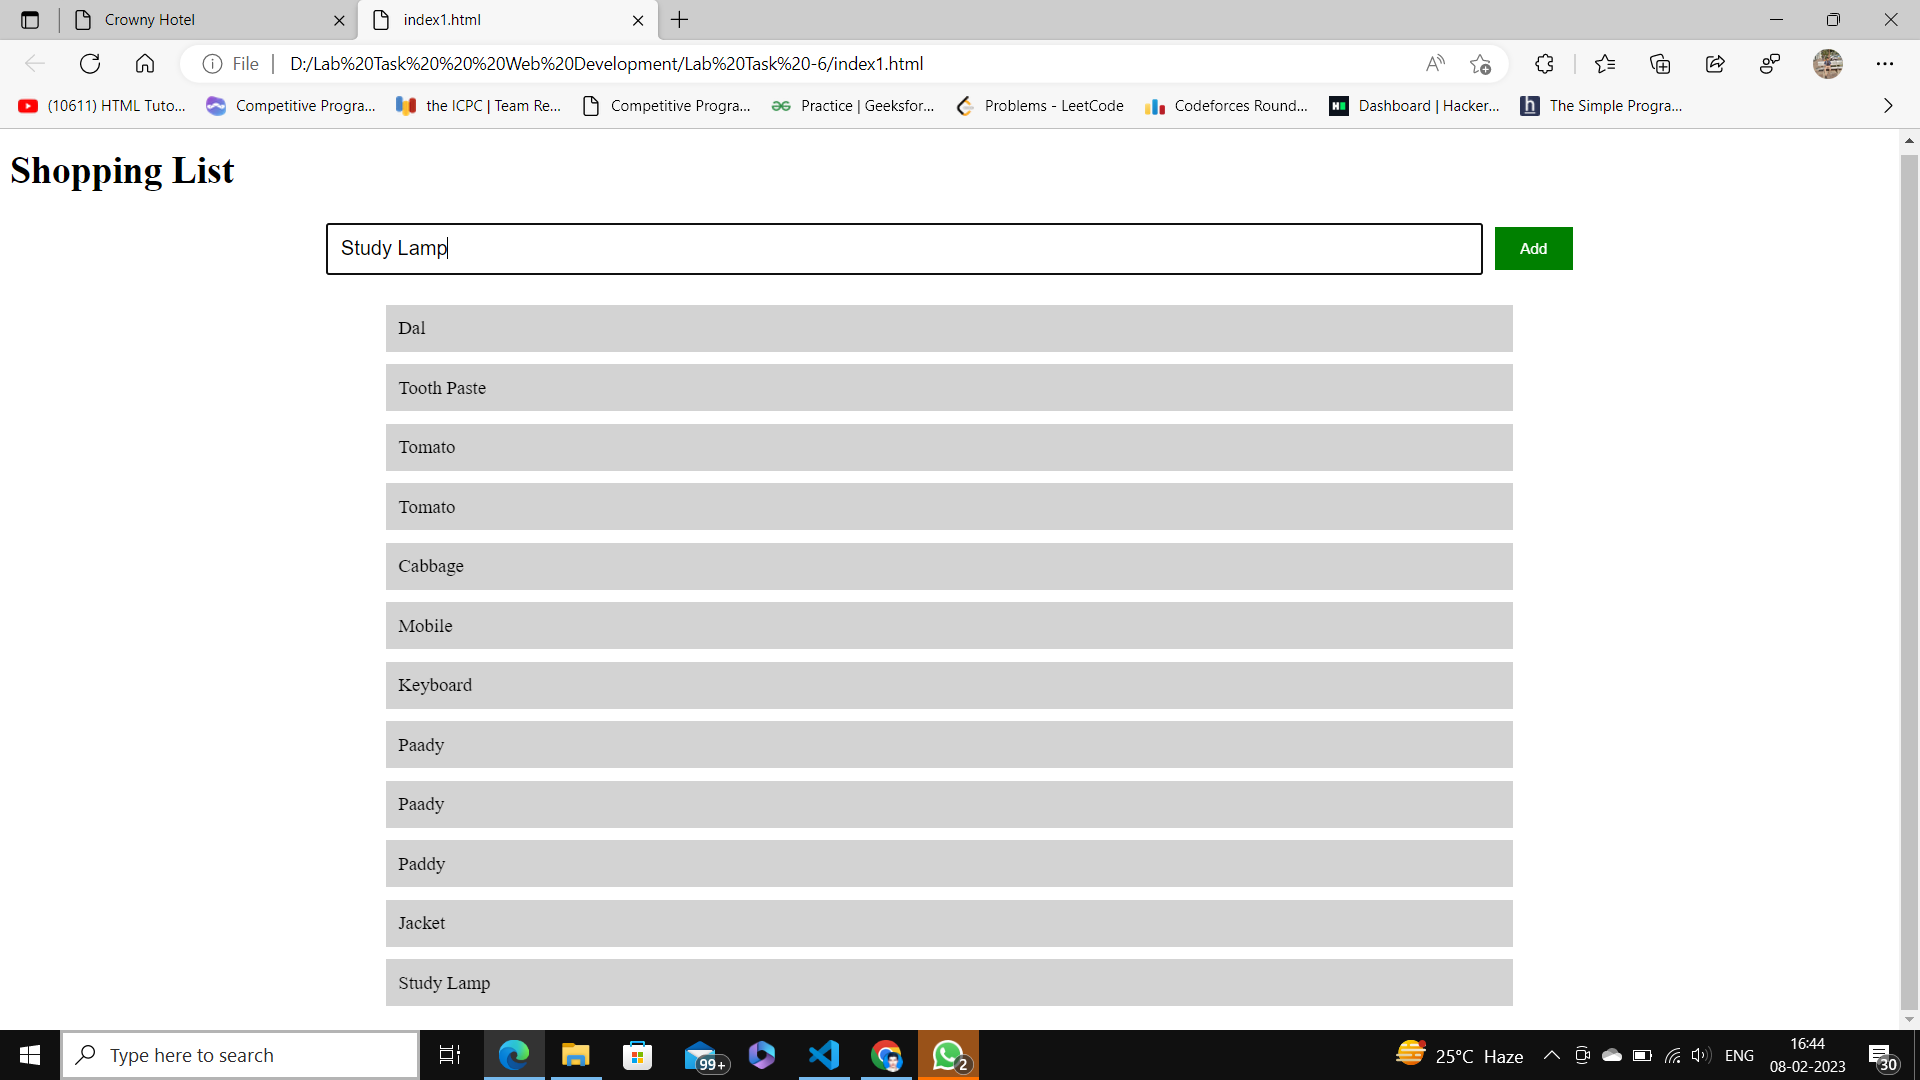 Crowny Hotel
index1.html
File
D:/Lab%20Task%20%20%20Web%20Development/Lab%20Task%20-6/index1.html
(10611) HTML Tuto...
Competitive Progra...
the ICPC | Team Re...
Competitive Progra...
Practice | Geeksfor...
Problems - LeetCode
Codeforces Round...
Dashboard | Hacker...
The Simple Progra...
Shopping List
Study Lamp
Add
Dal
Tooth Paste
Tomato
Tomato
Cabbage
Mobile
Keyboard
Paady
Paady
Paddy
Jacket
Study Lamp
Type here to search
99+
2
25°C Haze
ENG
16:44
08-02-2023
30